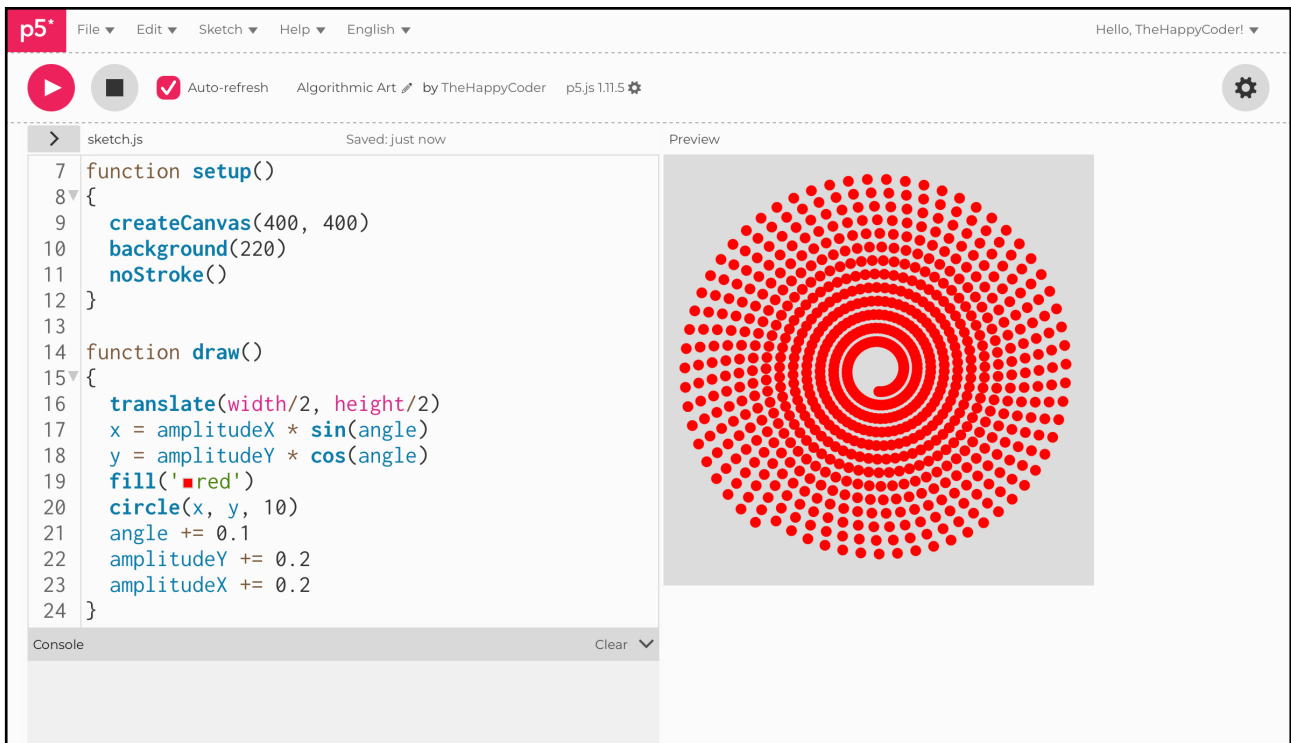 p5* File Edit Sketch Help English Hello, TheHappyCoder!
Auto-refresh Algorithmic Art by TheHappyCoder p5.js 1.11.5
sketch.js Saved: just now Preview
7 function setup()
8 {
9 createCanvas(400, 400)
10 background(220)
11 noStroke()
12 }
13
14 function draw()
15 {
16 translate(width/2, height/2)
17 x = amplitudeX * sin(angle)
18 y = amplitudeY * cos(angle)
19 fill('red')
20 circle(x, y, 10)
21 angle += 0.1
22 amplitudeY += 0.2
23 amplitudeX += 0.2
24 }
Console Clear